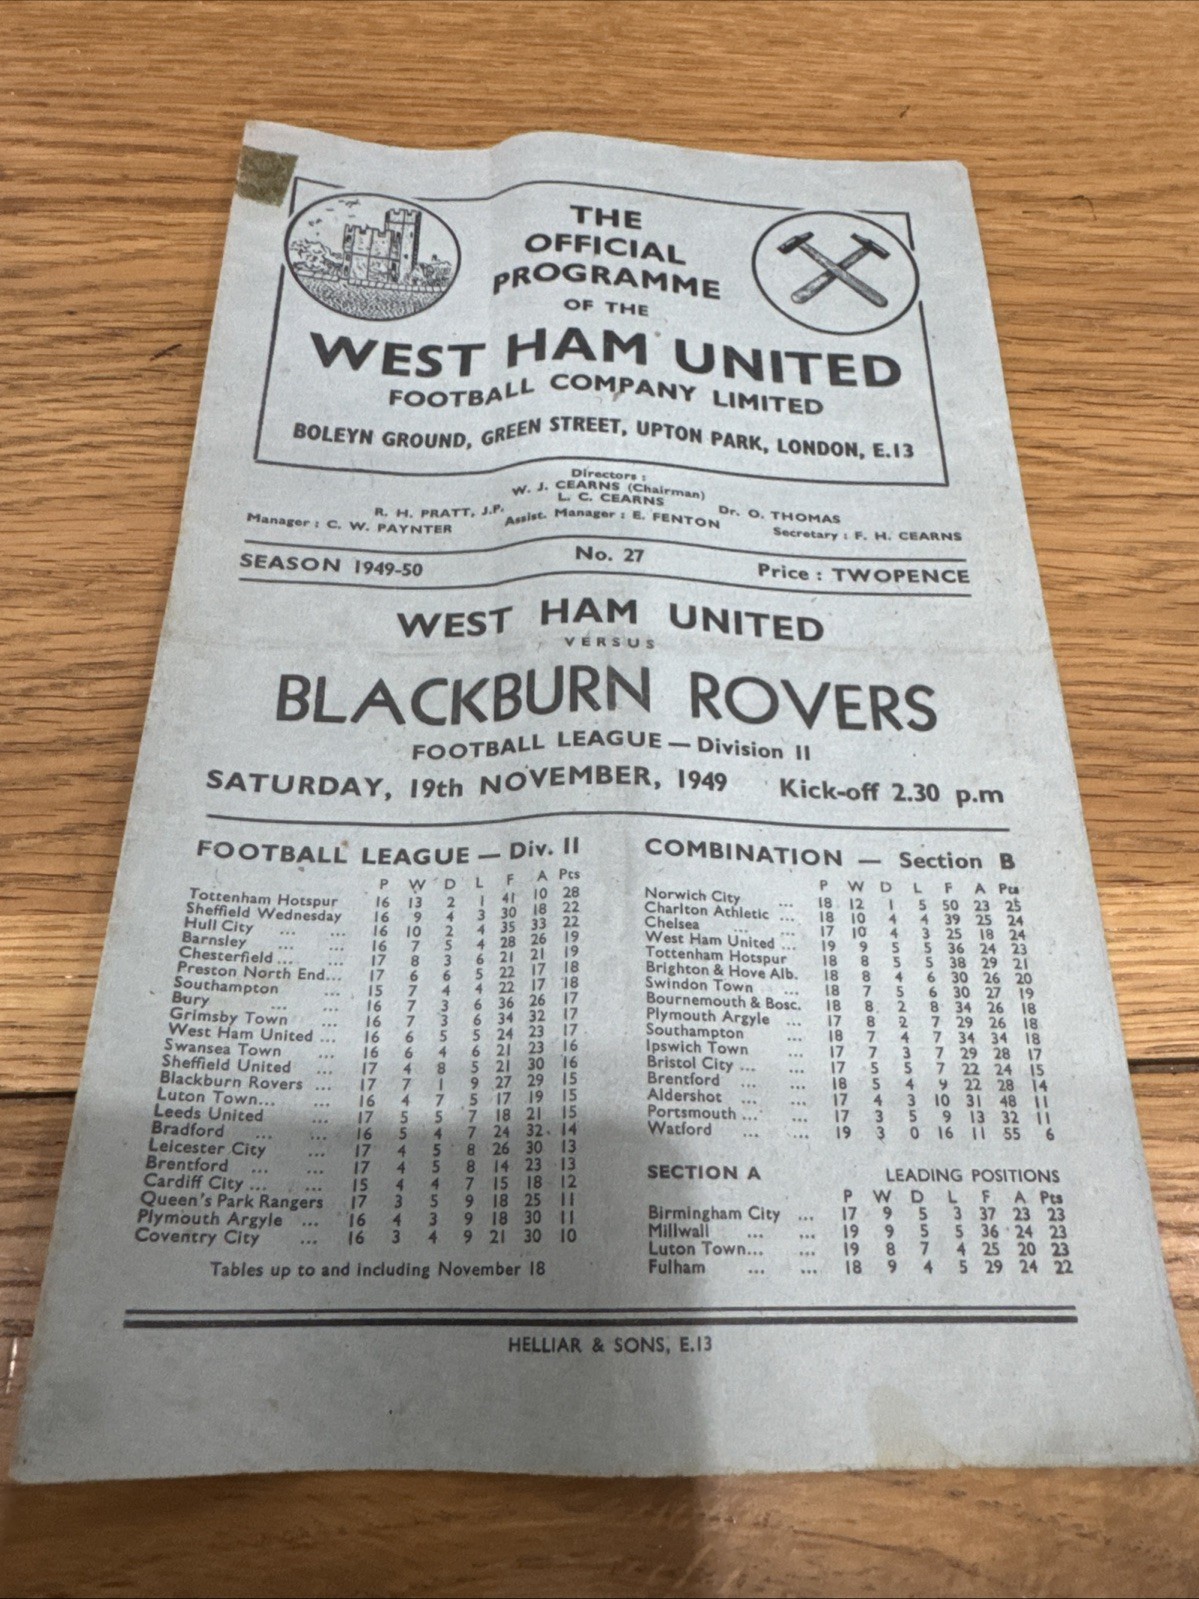 THE
OFFICIAL
PROGRAMME
OF THE
WEST HAM UNITED
FOOTBALL COMPANY LIMITED
BOLEYN GROUND, GREEN STREET, UPTON PARK, LONDON, E.13
Directors :
W. J. CEARNS (Chairman)
L. C. CEARNS
R. H. PRATT, J.P. Dr. O. THOMAS
Manager : C. W. PAYNTER Assist. Manager : E. FENTON Secretary : F. H. CEARNS
SEASON 1949-50 No. 27 Price : TWOPENCE
WEST HAM UNITED
VERSUS
BLACKBURN ROVERS
FOOTBALL LEAGUE — Division II
SATURDAY, 19th NOVEMBER, 1949 Kick-off 2.30 p.m
FOOTBALL LEAGUE — Div. II
P W D L F A Pts
Tottenham Hotspur 16 13 2 1 41 10 28
Sheffield Wednesday 16 9 4 3 30 18 22
Hull City ... ... 16 10 2 4 35 33 22
Barnsley ... ... 16 7 5 4 28 26 19
Chesterfield ... ... 17 8 3 6 21 21 19
Preston North End... 17 6 6 5 22 17 18
Southampton ... 15 7 4 4 22 17 18
Bury ... ... 16 7 3 6 36 26 17
Grimsby Town ... 16 7 3 6 34 32 17
West Ham United ... 16 6 5 5 24 23 17
Swansea Town ... 16 6 4 6 21 23 16
Sheffield United ... 17 4 8 5 21 30 16
Blackburn Rovers ... 17 7 1 9 27 29 15
Luton Town... ... 16 4 7 5 17 19 15
Leeds United ... 17 5 5 7 18 21 15
Bradford ... ... 16 5 4 7 24 32 14
Leicester City ... 17 4 5 8 26 30 13
Brentford ... ... 17 4 5 8 14 23 13
Cardiff City ... ... 15 4 4 7 15 18 12
Queen's Park Rangers 17 3 5 9 18 25 11
Plymouth Argyle ... 16 4 3 9 18 30 11
Coventry City ... 16 3 4 9 21 30 10
Tables up to and including November 18
COMBINATION — Section B
P W D L F A Pts
Norwich City ... 18 12 1 5 50 23 25
Charlton Athletic ... 18 10 4 4 39 25 24
Chelsea ... ... 17 10 4 3 25 18 24
West Ham United ... 19 9 5 5 36 24 23
Tottenham Hotspur 18 8 5 5 38 29 21
Brighton & Hove Alb. 18 8 4 6 30 26 20
Swindon Town ... 18 7 5 6 30 27 19
Bournemouth & Bosc. 18 8 2 8 34 26 18
Plymouth Argyle ... 17 8 2 7 29 26 18
Southampton ... 18 7 4 7 34 34 18
Ipswich Town ... 17 7 3 7 29 28 17
Bristol City ... ... 17 5 5 7 22 24 15
Brentford ... ... 18 5 4 9 22 28 14
Aldershot ... ... 17 4 3 10 31 48 11
Portsmouth ... ... 17 3 5 9 13 32 11
Watford ... ... 19 3 0 16 11 55 6
SECTION A LEADING POSITIONS
P W D L F A Pts
Birmingham City ... 17 9 5 3 37 23 23
Millwall ... ... 19 9 5 5 36 24 23
Luton Town... ... 19 8 7 4 25 20 23
Fulham ... ... 18 9 4 5 29 24 22
HELLIAR & SONS, E.13